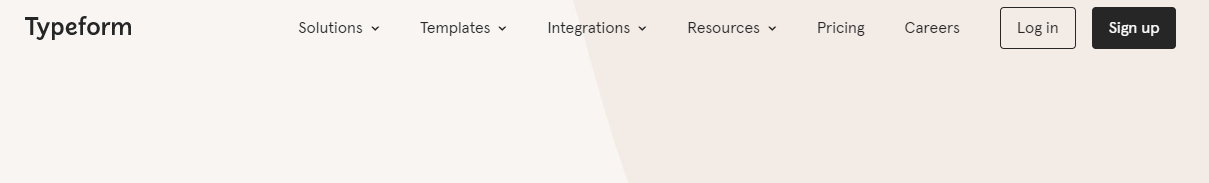 Typeform Solutions Templates Integrations Resources Pricing Careers Log in Sign up